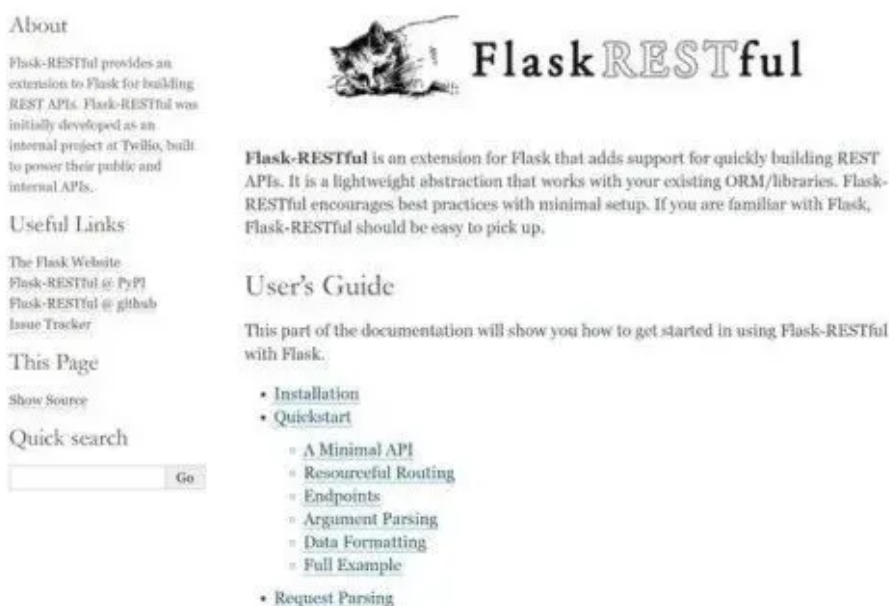 About
Flask-RESTful provides an
extension to Flask for building
REST APIs. Flask-RESTful was
initially developed as an
internal project at Twilio, built
to power their public and
internal APIs.
Useful Links
The Flask Website
Flask-RESTful @ PyPI
Flask-RESTful @ github
Issue Tracker
This Page
Show Source
Quick search
Go
FlaskRESTful
Flask-RESTful is an extension for Flask that adds support for quickly building REST
APIs. It is a lightweight abstraction that works with your existing ORM/libraries. Flask-
RESTful encourages best practices with minimal setup. If you are familiar with Flask,
Flask-RESTful should be easy to pick up.
User's Guide
This part of the documentation will show you how to get started in using Flask-RESTful
with Flask.
• Installation
• Quickstart
◦ A Minimal API
◦ Resourceful Routing
◦ Endpoints
◦ Argument Parsing
◦ Data Formatting
◦ Full Example
• Request Parsing